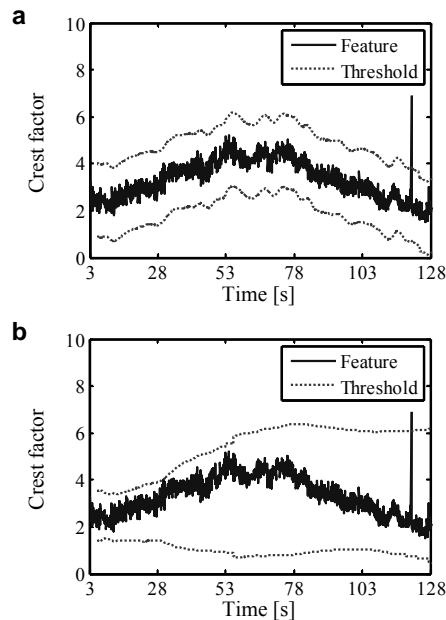 a
10
8
6
4
2
0
Crest factor
Feature
Threshold
3 28 53 78 103 128
Time [s]
b
10
8
6
4
2
0
Crest factor
Feature
Threshold
3 28 53 78 103 128
Time [s]